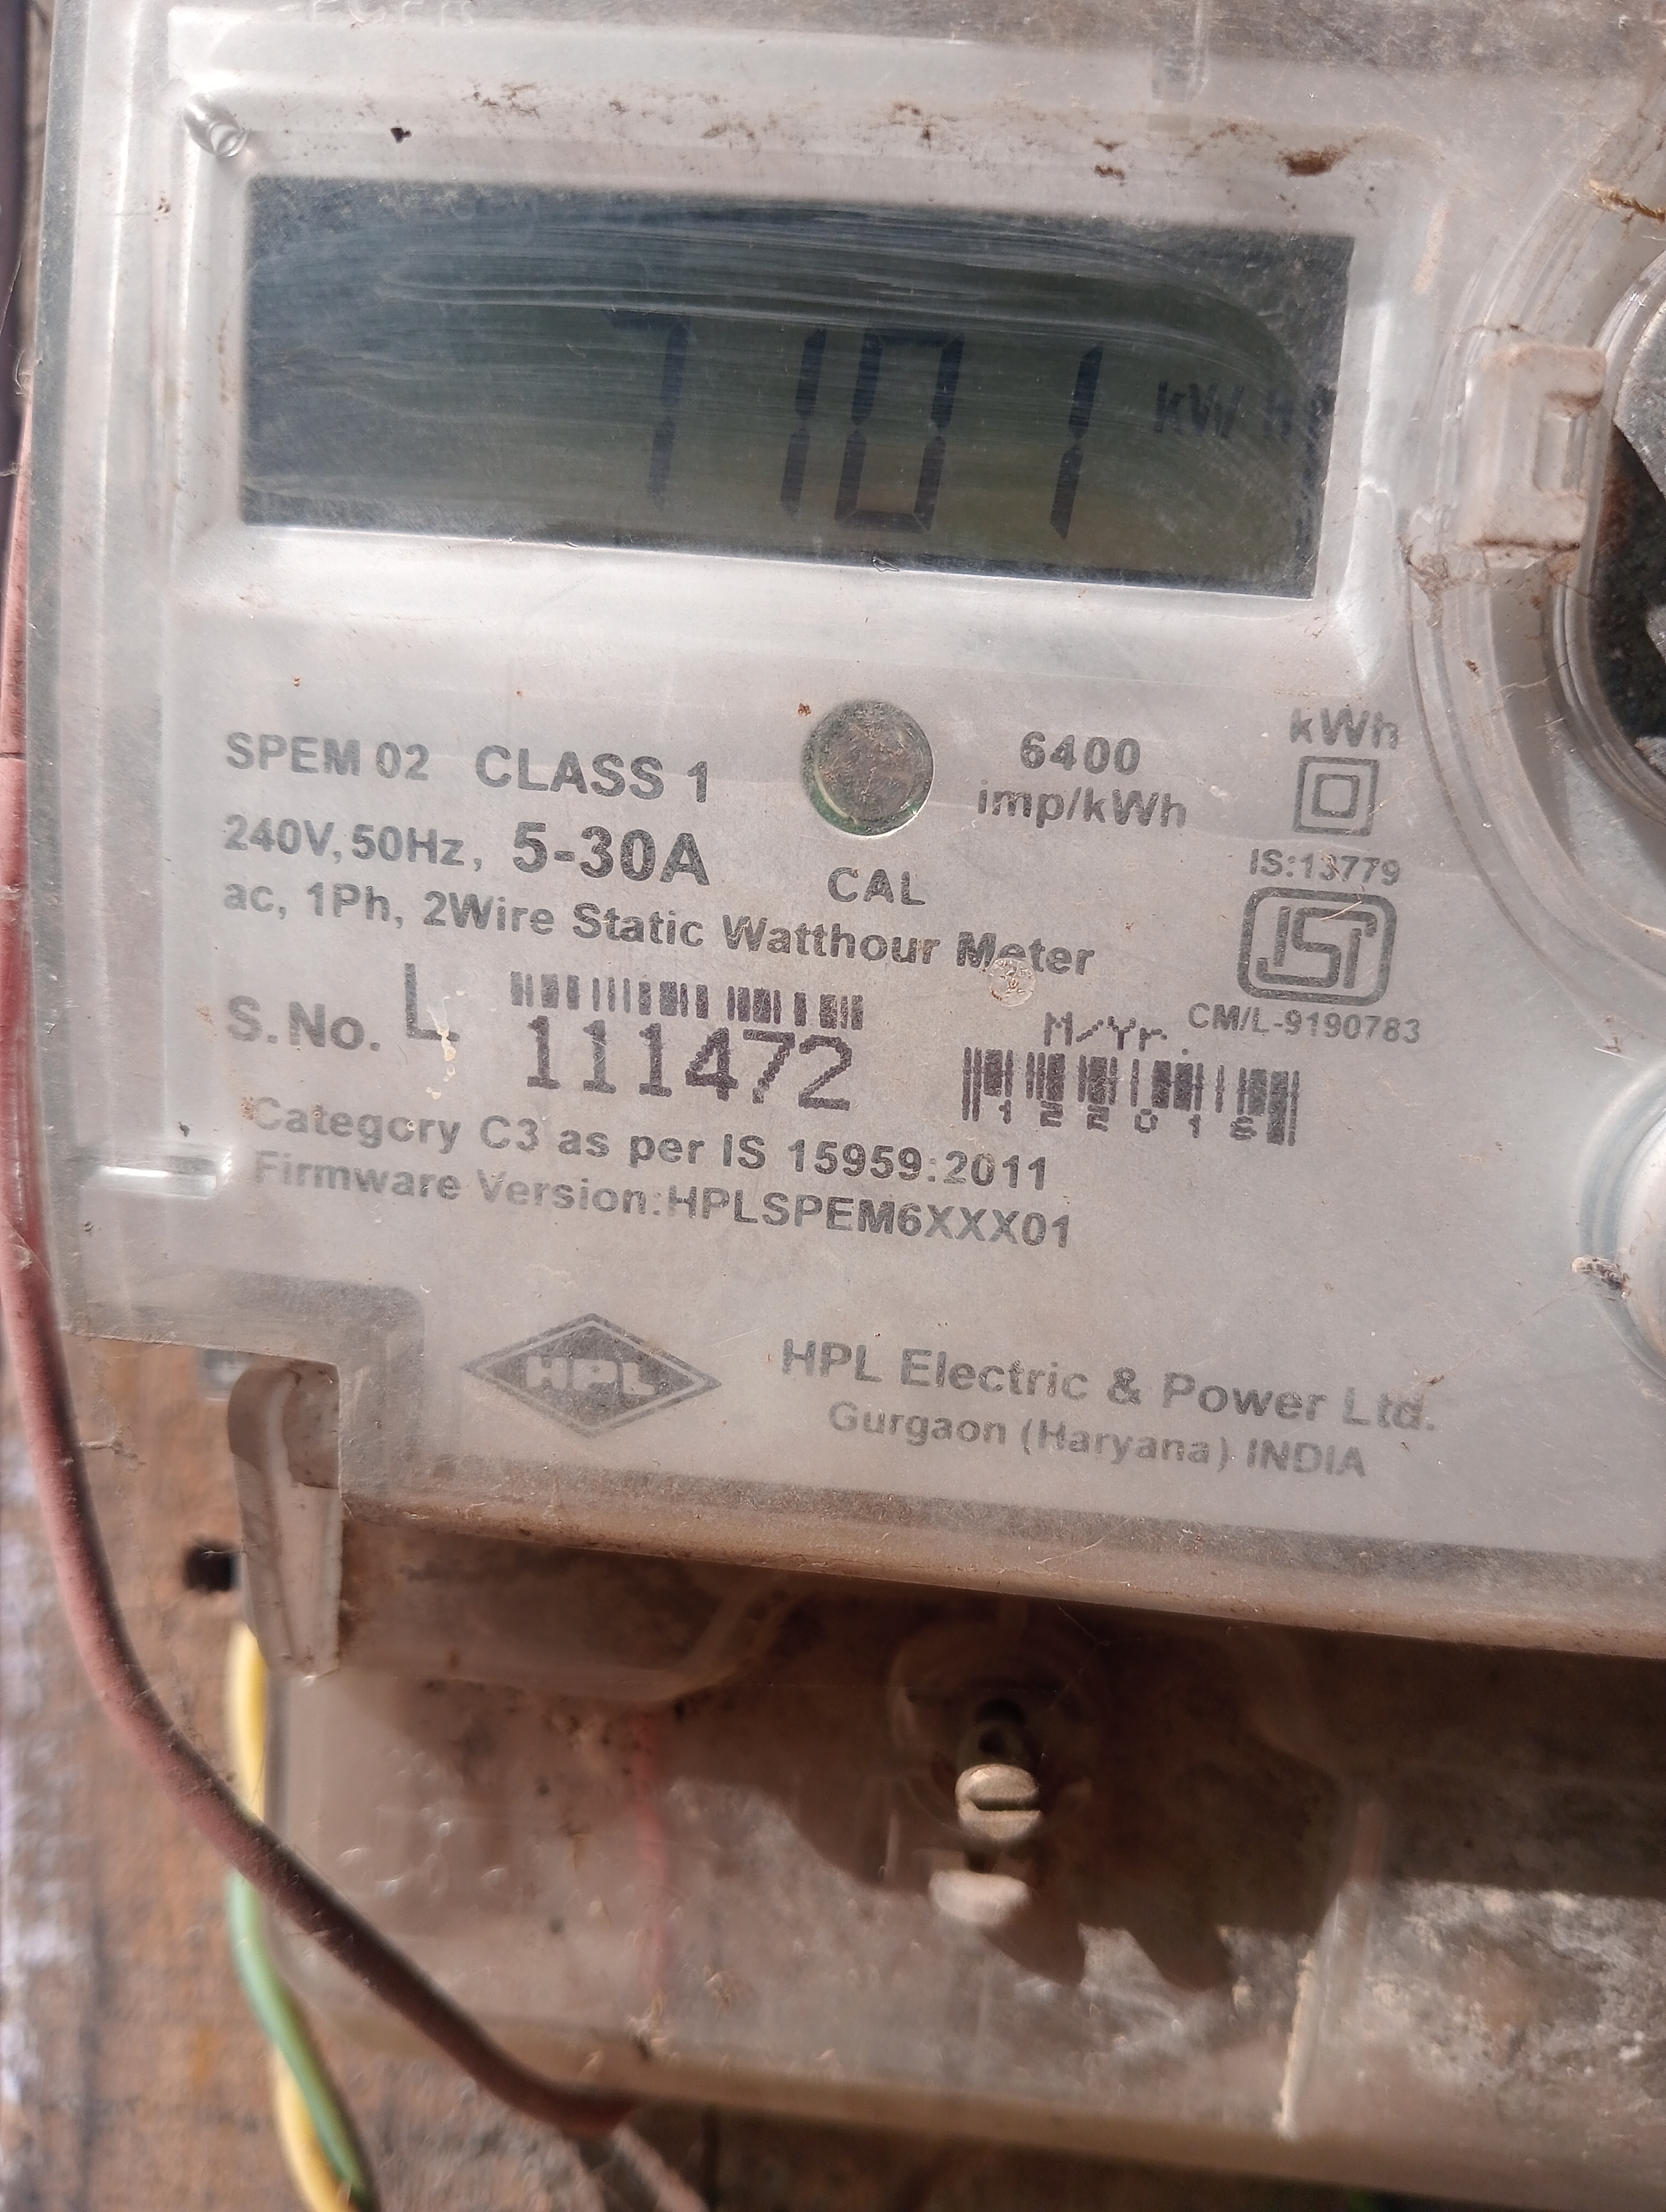 7101 kWh
SPEM 02 CLASS 1
6400
imp/kWh
kWh
240V, 50Hz, 5-30A
CAL
IS:13779
ISI
ac, 1Ph, 2Wire Static Watthour Meter
CM/L-9190783
S. No. L
111472
M/Yr.
122016
Category C3 as per IS 15959:2011
Firmware Version:HPLSPEM6XXX01
HPL
HPL Electric & Power Ltd.
Gurgaon (Haryana) INDIA